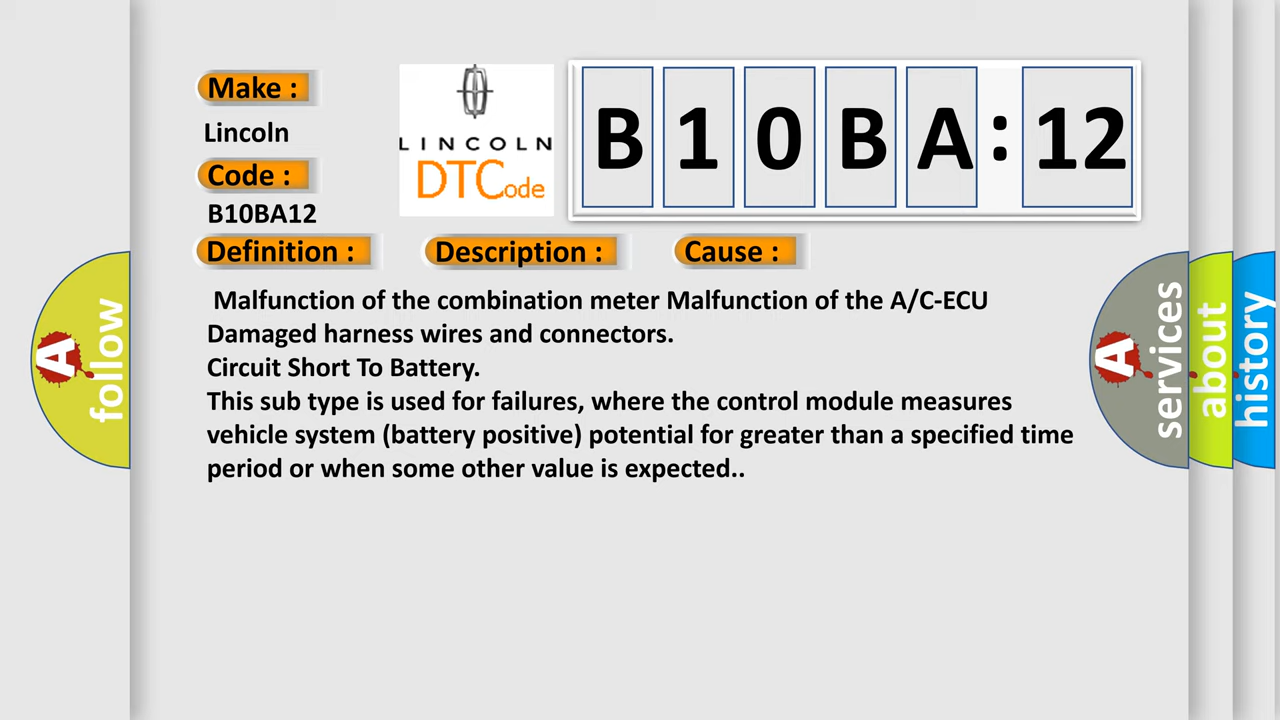 Make :
Lincoln
Code :
B10BA12
LINCOLN
DTCode
B10BA:12
Definition :
Description :
Cause :
Malfunction of the combination meter Malfunction of the A/C-ECU
Damaged harness wires and connectors.
Circuit Short To Battery.
This sub type is used for failures, where the control module measures
vehicle system (battery positive) potential for greater than a specified time
period or when some other value is expected..
A follow
A services
about
history